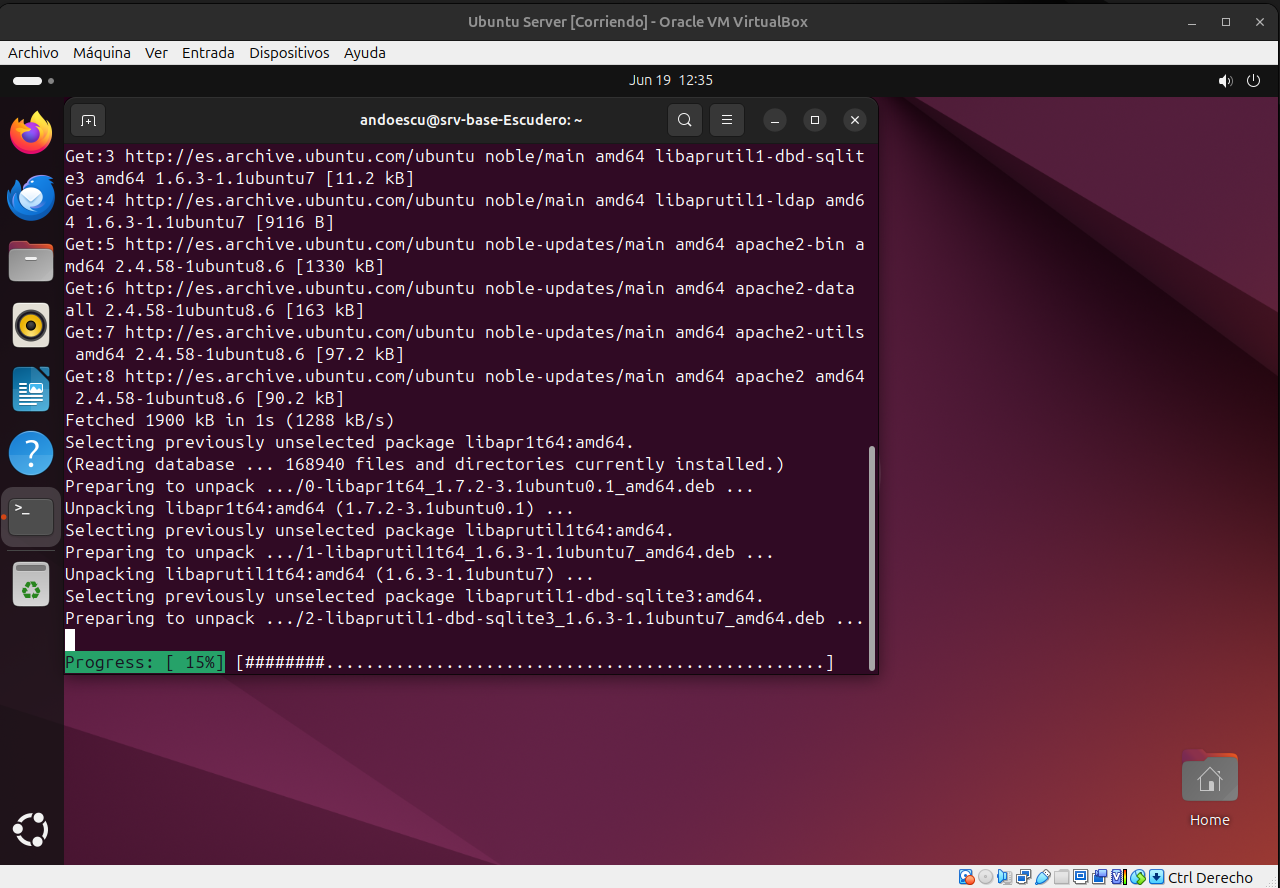 Ubuntu Server [Corriendo] - Oracle VM VirtualBox
Archivo Máquina Ver Entrada Dispositivos Ayuda
Jun 19 12:35
andoescu@srv-base-Escudero: ~
Get:3 http://es.archive.ubuntu.com/ubuntu noble/main amd64 libaprutil1-dbd-sqlit
e3 amd64 1.6.3-1.1ubuntu7 [11.2 kB]
Get:4 http://es.archive.ubuntu.com/ubuntu noble/main amd64 libaprutil1-ldap amd6
4 1.6.3-1.1ubuntu7 [9116 B]
Get:5 http://es.archive.ubuntu.com/ubuntu noble-updates/main amd64 apache2-bin a
md64 2.4.58-1ubuntu8.6 [1330 kB]
Get:6 http://es.archive.ubuntu.com/ubuntu noble-updates/main amd64 apache2-data
all 2.4.58-1ubuntu8.6 [163 kB]
Get:7 http://es.archive.ubuntu.com/ubuntu noble-updates/main amd64 apache2-utils
 amd64 2.4.58-1ubuntu8.6 [97.2 kB]
Get:8 http://es.archive.ubuntu.com/ubuntu noble-updates/main amd64 apache2 amd64
 2.4.58-1ubuntu8.6 [90.2 kB]
Fetched 1900 kB in 1s (1288 kB/s)
Selecting previously unselected package libapr1t64:amd64.
(Reading database ... 168940 files and directories currently installed.)
Preparing to unpack .../0-libapr1t64_1.7.2-3.1ubuntu0.1_amd64.deb ...
Unpacking libapr1t64:amd64 (1.7.2-3.1ubuntu0.1) ...
Selecting previously unselected package libaprutil1t64:amd64.
Preparing to unpack .../1-libaprutil1t64_1.6.3-1.1ubuntu7_amd64.deb ...
Unpacking libaprutil1t64:amd64 (1.6.3-1.1ubuntu7) ...
Selecting previously unselected package libaprutil1-dbd-sqlite3:amd64.
Preparing to unpack .../2-libaprutil1-dbd-sqlite3_1.6.3-1.1ubuntu7_amd64.deb ...
Progress: [ 15%] [########..................................................]
Home
Ctrl Derecho